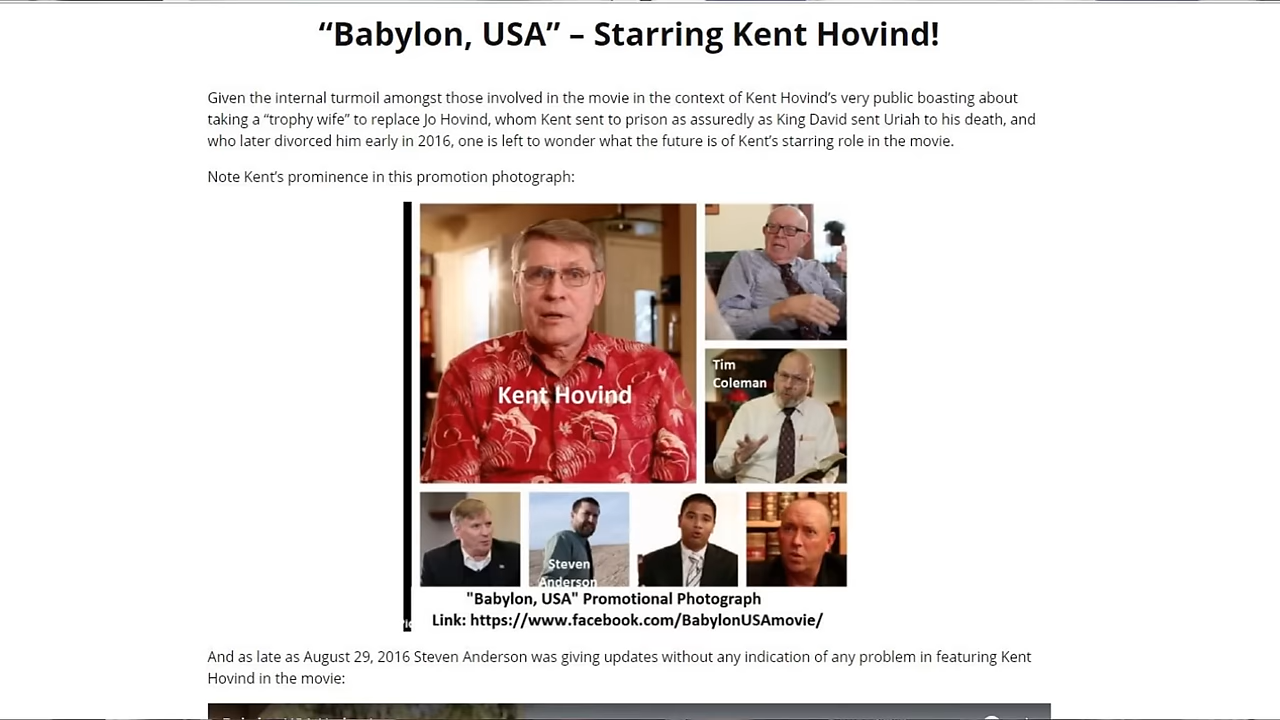 “Babylon, USA” – Starring Kent Hovind!
Given the internal turmoil amongst those involved in the movie in the context of Kent Hovind’s very public boasting about
taking a “trophy wife” to replace Jo Hovind, whom Kent sent to prison as assuredly as King David sent Uriah to his death, and
who later divorced him early in 2016, one is left to wonder what the future is of Kent’s starring role in the movie.
Note Kent’s prominence in this promotion photograph:
Kent Hovind
Tim
Coleman
Steven
Anderson
"Babylon, USA" Promotional Photograph
Link: https://www.facebook.com/BabylonUSAmovie/
And as late as August 29, 2016 Steven Anderson was giving updates without any indication of any problem in featuring Kent
Hovind in the movie: